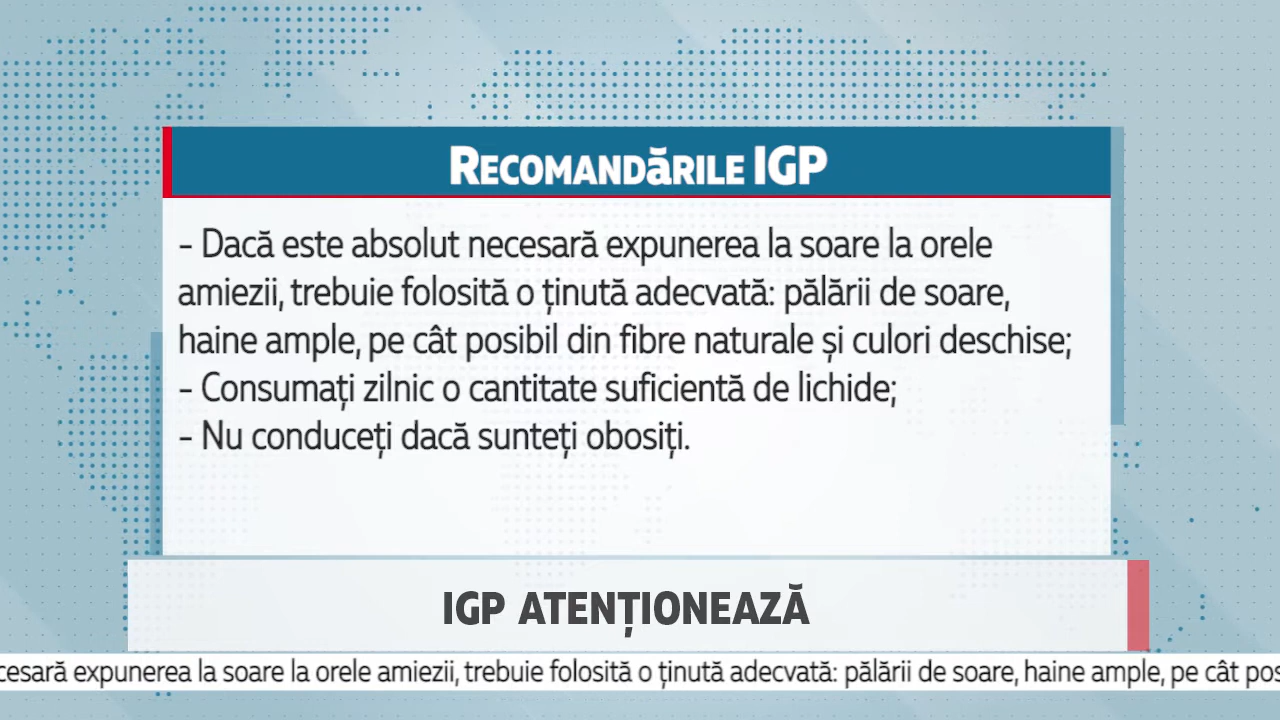 RECOMANDăRILE IGP
- Dacă este absolut necesară expunerea la soare la orele
amiezii, trebuie folosită o ținută adecvată: pălării de soare,
haine ample, pe cât posibil din fibre naturale și culori deschise;
- Consumați zilnic o cantitate suficientă de lichide;
- Nu conduceți dacă sunteți obosiți.
IGP ATENȚIONEAZĂ
cesară expunerea la soare la orele amiezii, trebuie folosită o ținută adecvată: pălării de soare, haine ample, pe cât pos